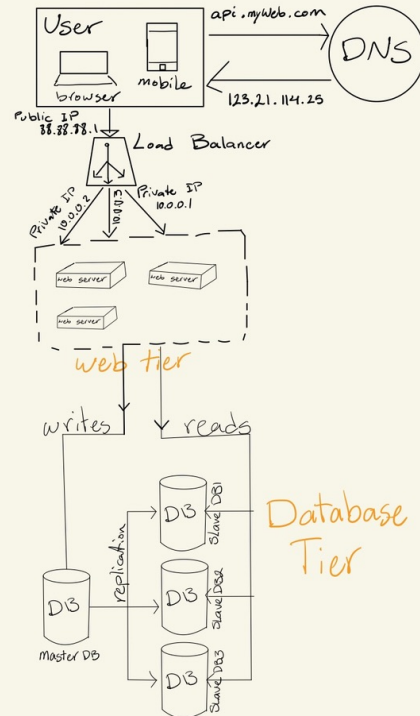 User
browser
mobile
api.myWeb.com
DNS
123.21.114.25
Public IP
88.88.88.1
Load Balancer
Private IP
10.0.0.2
10.0.0.3
Private IP
10.0.0.1
web server
web server
web server
web tier
writes
reads
replication
DB
Master DB
DB
Slave DB1
DB
Slave DB2
DB
Slave DB3
Database
Tier